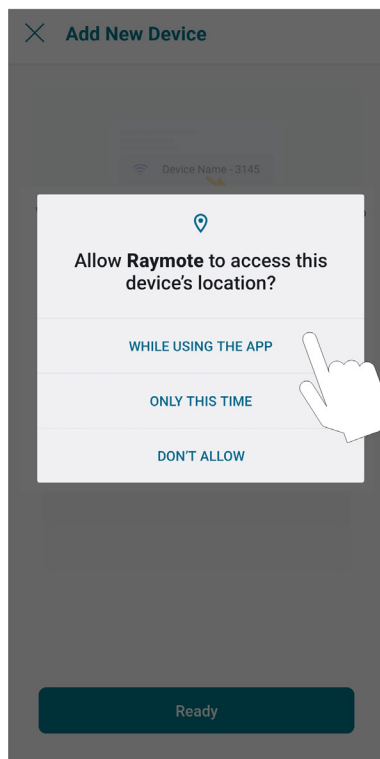 Add New Device
Device Name - 3145
Allow Raymote to access this
device's location?
WHILE USING THE APP
ONLY THIS TIME
DON'T ALLOW
Ready